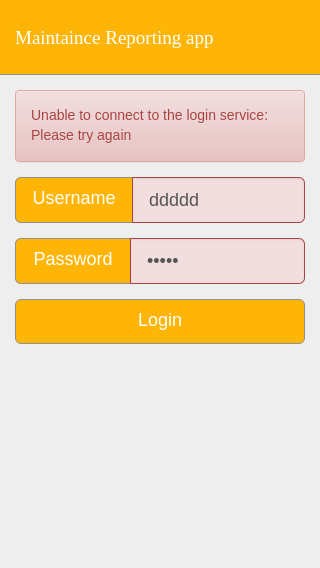 Maintaince Reporting app
Unable to connect to the login service:
Please try again
Username
ddddd
Password
•••••
Login